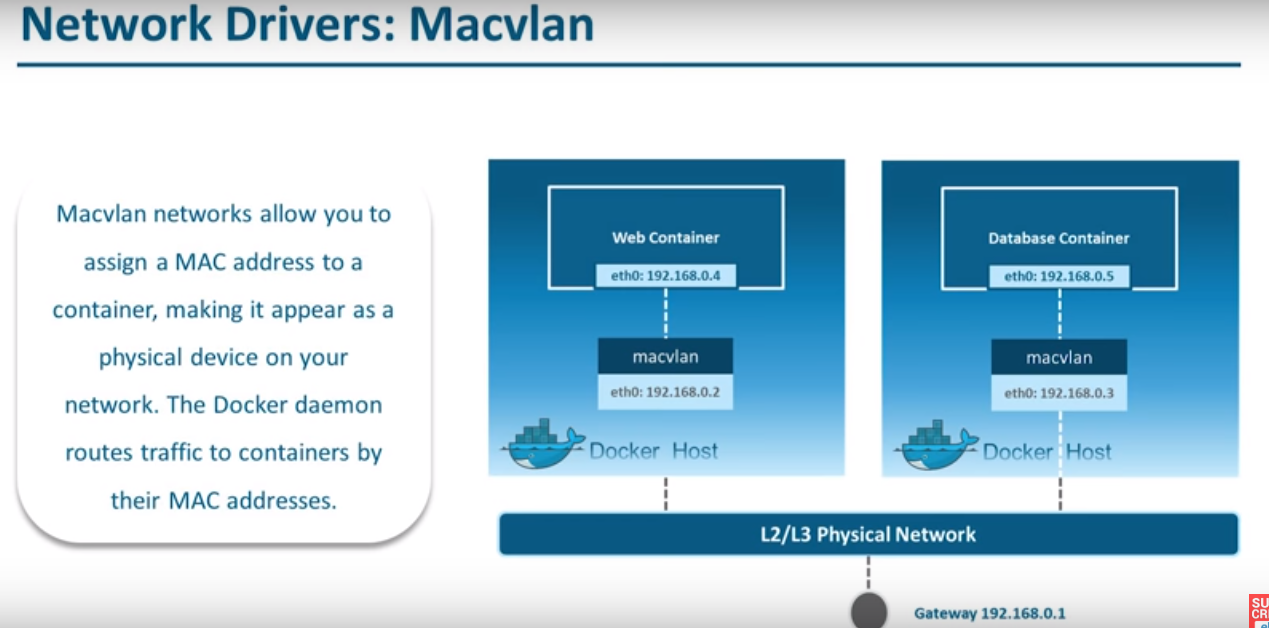 Network Drivers: Macvlan
Macvlan networks allow you to
assign a MAC address to a
container, making it appear as a
physical device on your
network. The Docker daemon
routes traffic to containers by
their MAC addresses.
Web Container
eth0: 192.168.0.4
macvlan
eth0: 192.168.0.2
Docker Host
Database Container
eth0: 192.168.0.5
macvlan
eth0: 192.168.0.3
Docker Host
L2/L3 Physical Network
Gateway 192.168.0.1
SU
CRI